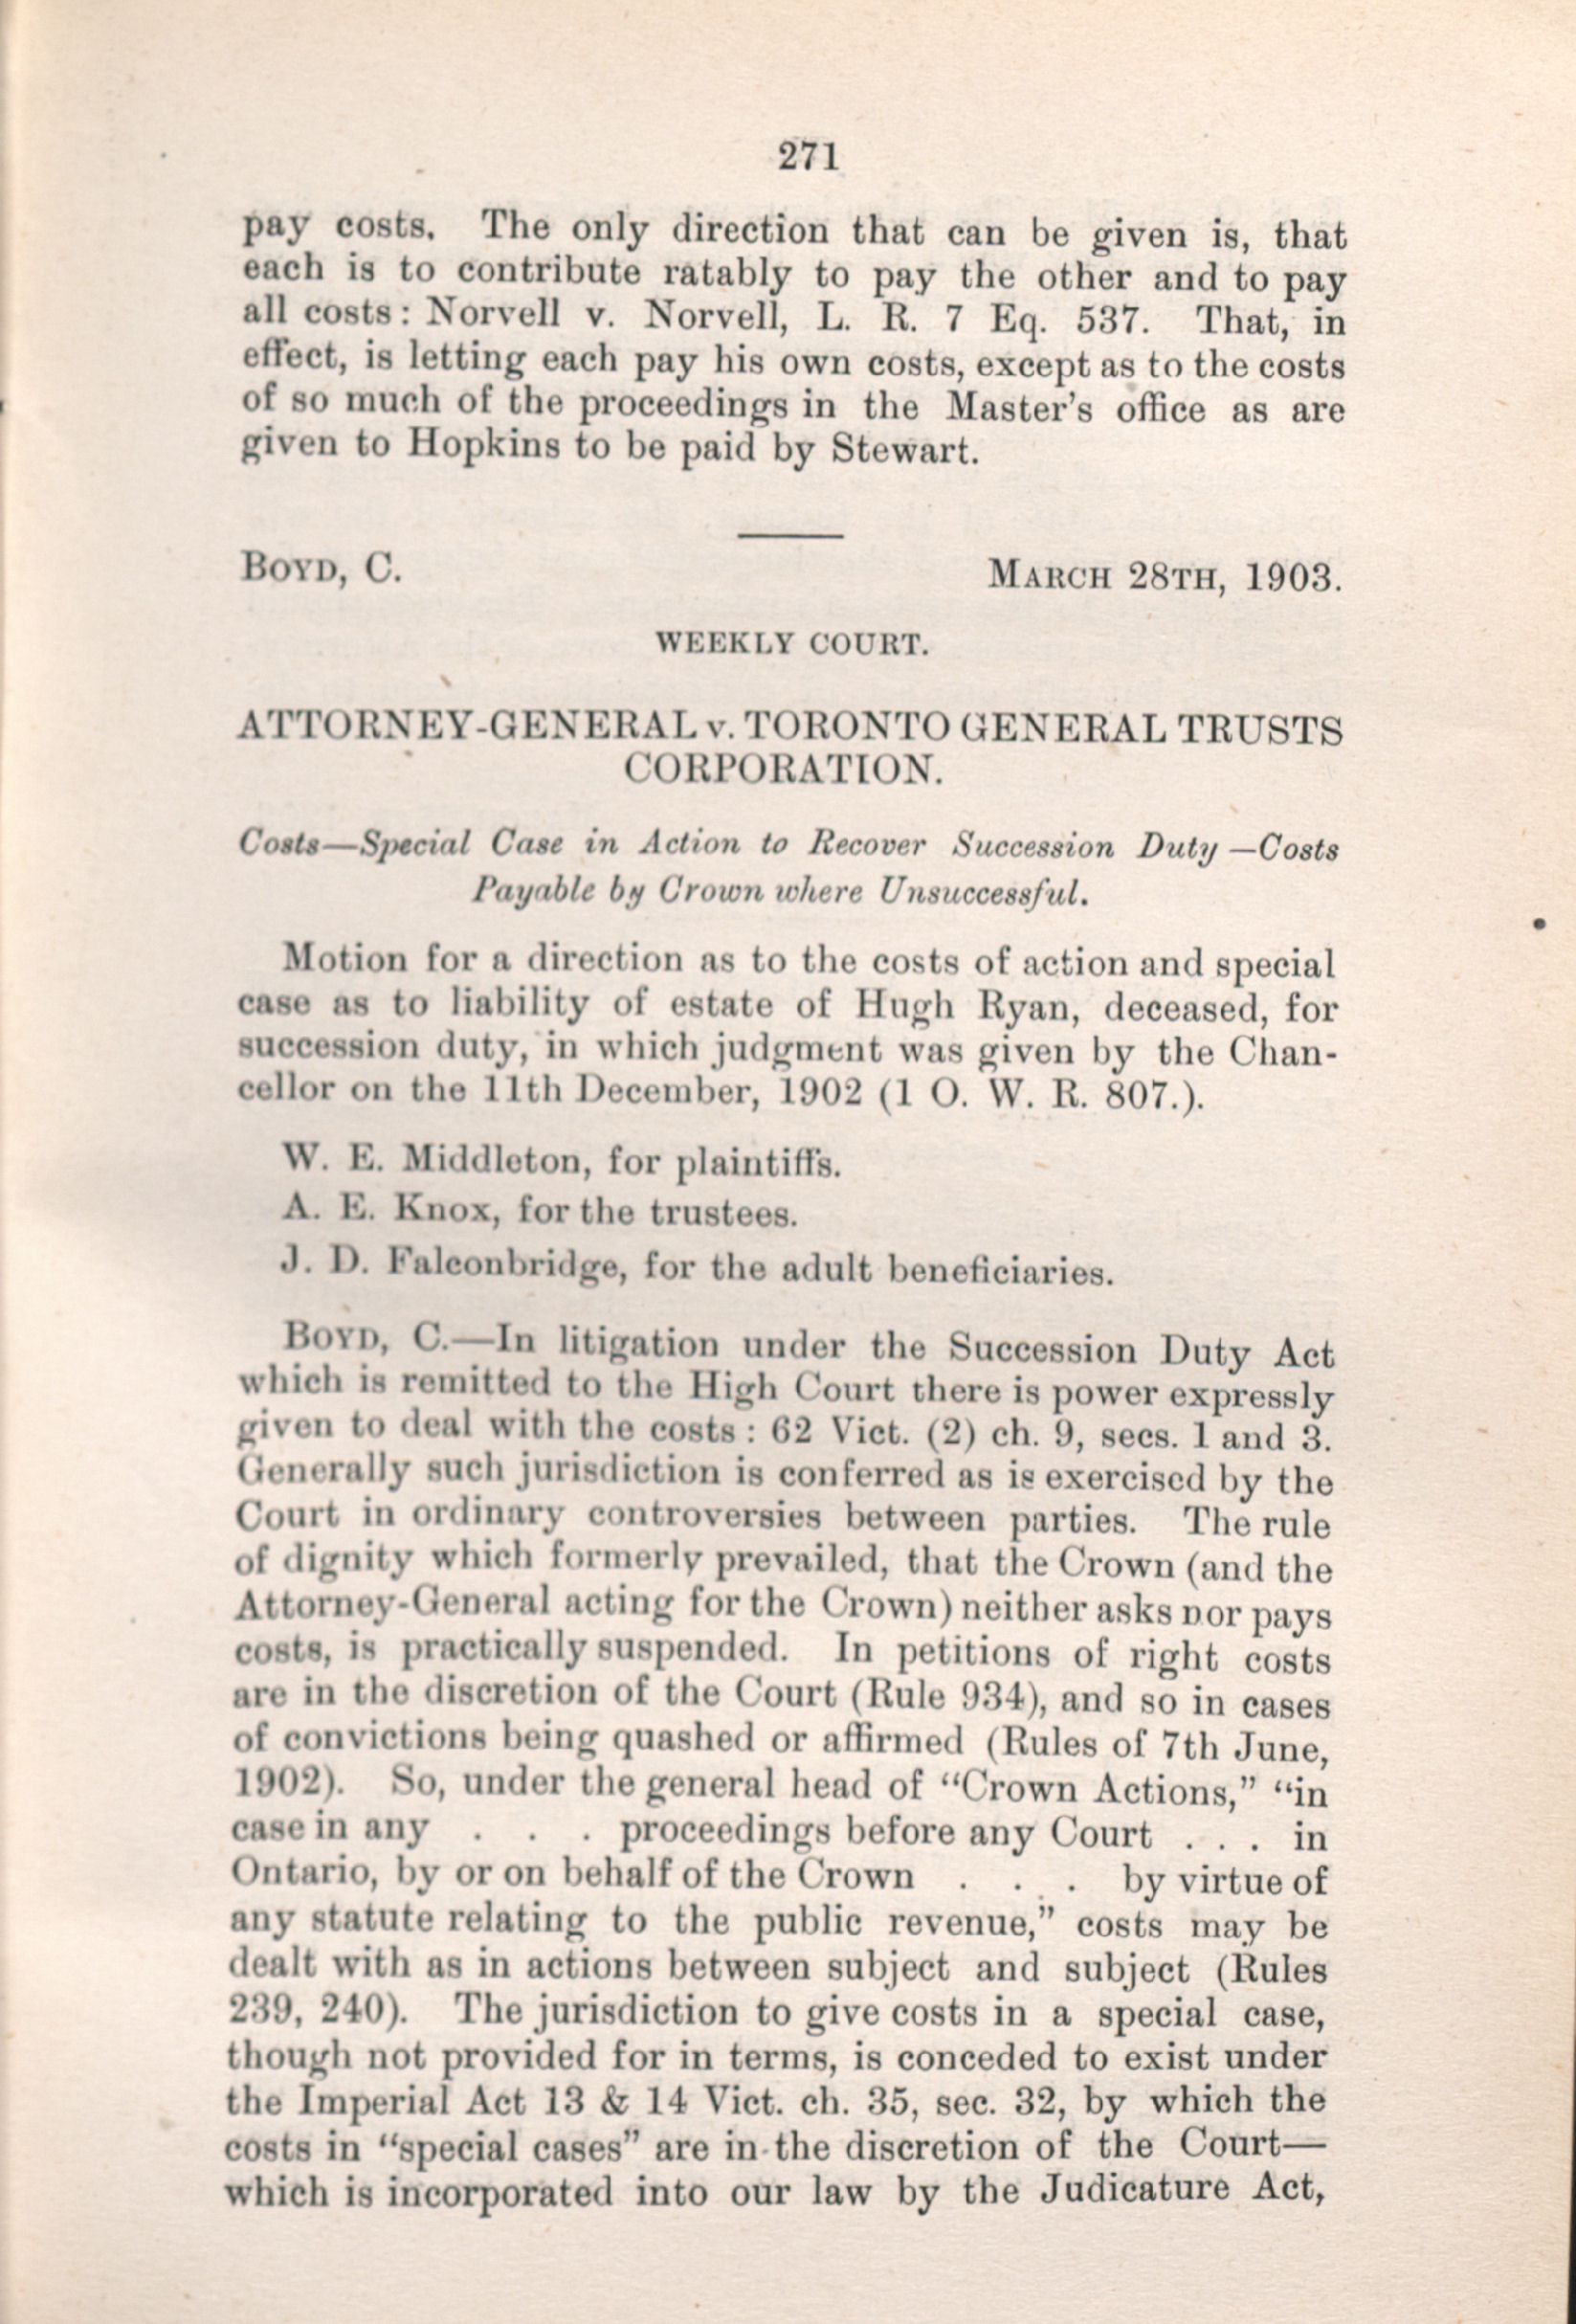 271
pay costs. The only direction that can be given is, that
each is to contribute ratably to pay the other and to pay
all costs: Norvell v. Norvell, L. R. 7 Eq. 537. That, in
effect, is letting each pay his own costs, except as to the costs
of so much of the proceedings in the Master's office as are
given to Hopkins to be paid by Stewart.
BOYD, C. MARCH 28TH, 1903.
WEEKLY COURT.
ATTORNEY-GENERAL v. TORONTO GENERAL TRUSTS
CORPORATION.
Costs—Special Case in Action to Recover Succession Duty—Costs
Payable by Crown where Unsuccessful.
Motion for a direction as to the costs of action and special
case as to liability of estate of Hugh Ryan, deceased, for
succession duty, in which judgment was given by the Chan-
cellor on the 11th December, 1902 (1 O. W. R. 807.).
W. E. Middleton, for plaintiffs.
A. E. Knox, for the trustees.
J. D. Falconbridge, for the adult beneficiaries.
BOYD, C.—In litigation under the Succession Duty Act
which is remitted to the High Court there is power expressly
given to deal with the costs: 62 Vict. (2) ch. 9, secs. 1 and 3.
Generally such jurisdiction is conferred as is exercised by the
Court in ordinary controversies between parties. The rule
of dignity which formerly prevailed, that the Crown (and the
Attorney-General acting for the Crown) neither asks nor pays
costs, is practically suspended. In petitions of right costs
are in the discretion of the Court (Rule 934), and so in cases
of convictions being quashed or affirmed (Rules of 7th June,
1902). So, under the general head of "Crown Actions," "in
case in any . . . proceedings before any Court . . . in
Ontario, by or on behalf of the Crown . . . by virtue of
any statute relating to the public revenue," costs may be
dealt with as in actions between subject and subject (Rules
239, 240). The jurisdiction to give costs in a special case,
though not provided for in terms, is conceded to exist under
the Imperial Act 13 & 14 Vict. ch. 35, sec. 32, by which the
costs in "special cases" are in the discretion of the Court—
which is incorporated into our law by the Judicature Act,